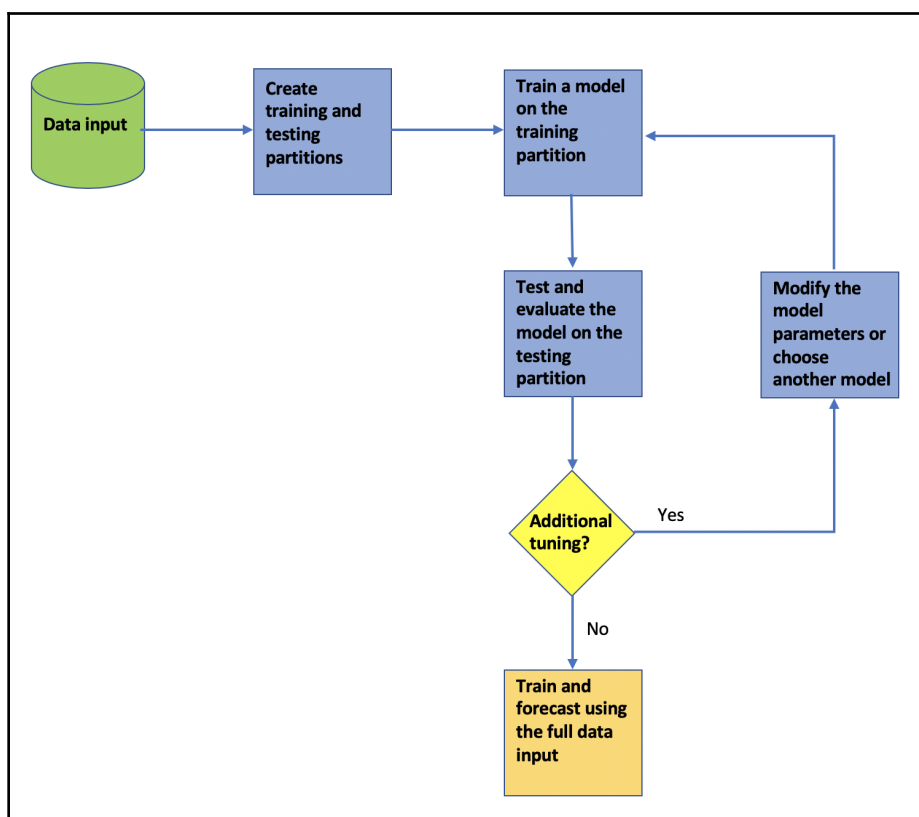 Data input
Create
training and
testing
partitions
Train a model
on the
training
partition
Test and
evaluate the
model on the
testing
partition
Modify the
model
parameters or
choose
another model
Additional
tuning?
Yes
No
Train and
forecast using
the full data
input